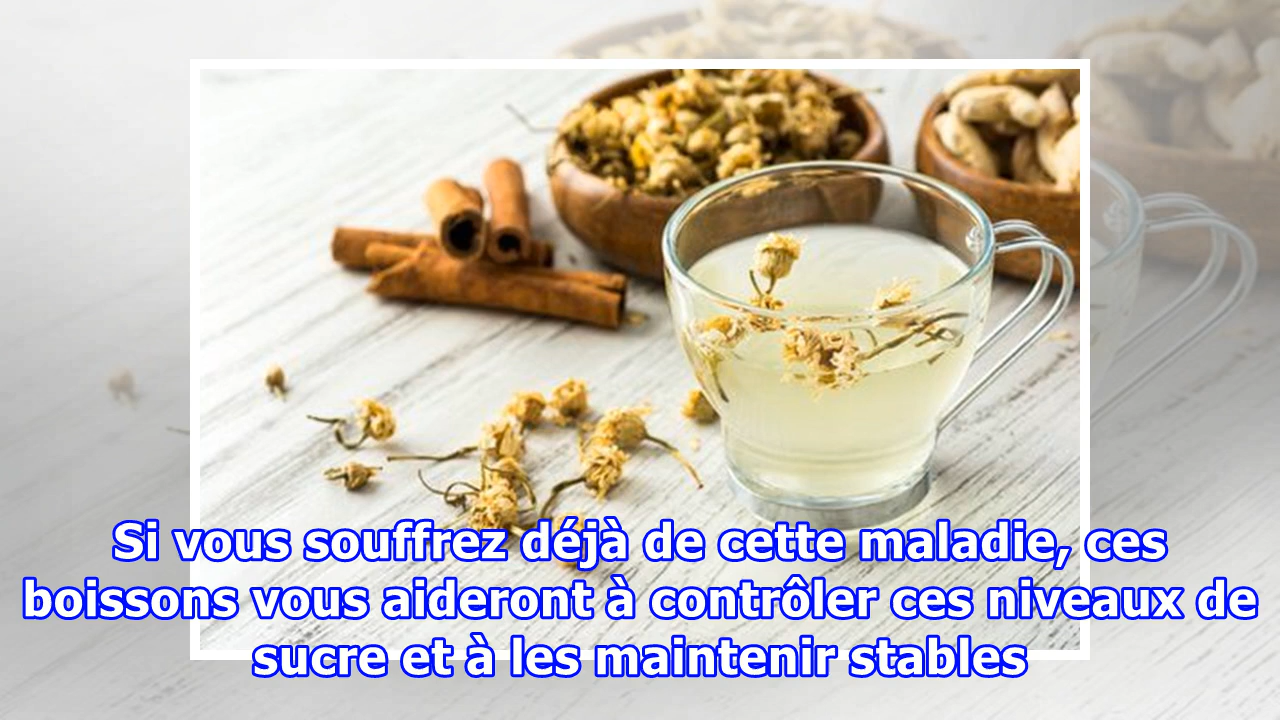 Si vous souffrez déjà de cette maladie, ces
boissons vous aideront à contrôler ces niveaux de
sucre et à les maintenir stables